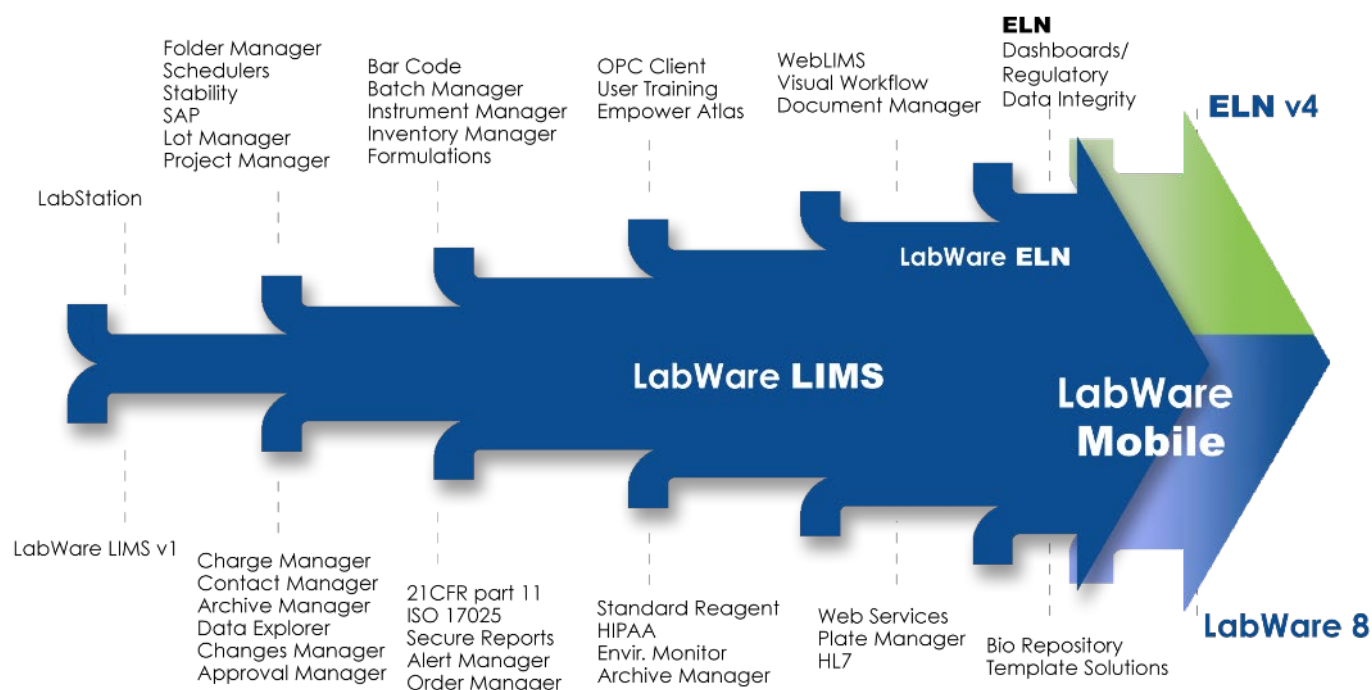 Folder Manager
Schedulers
Stability
SAP
Lot Manager
Project Manager
Bar Code
Batch Manager
Instrument Manager
Inventory Manager
Formulations
OPC Client
User Training
Empower Atlas
WebLIMS
Visual Workflow
Document Manager
ELN
Dashboards/
Regulatory
Data Integrity
ELN v4
LabStation
LabWare ELN
LabWare LIMS
LabWare
Mobile
LabWare LIMS v1
Charge Manager
Contact Manager
Archive Manager
Data Explorer
Changes Manager
Approval Manager
21CFR part 11
ISO 17025
Secure Reports
Alert Manager
Order Manager
Standard Reagent
HIPAA
Envir. Monitor
Archive Manager
Web Services
Plate Manager
HL7
Bio Repository
Template Solutions
LabWare 8